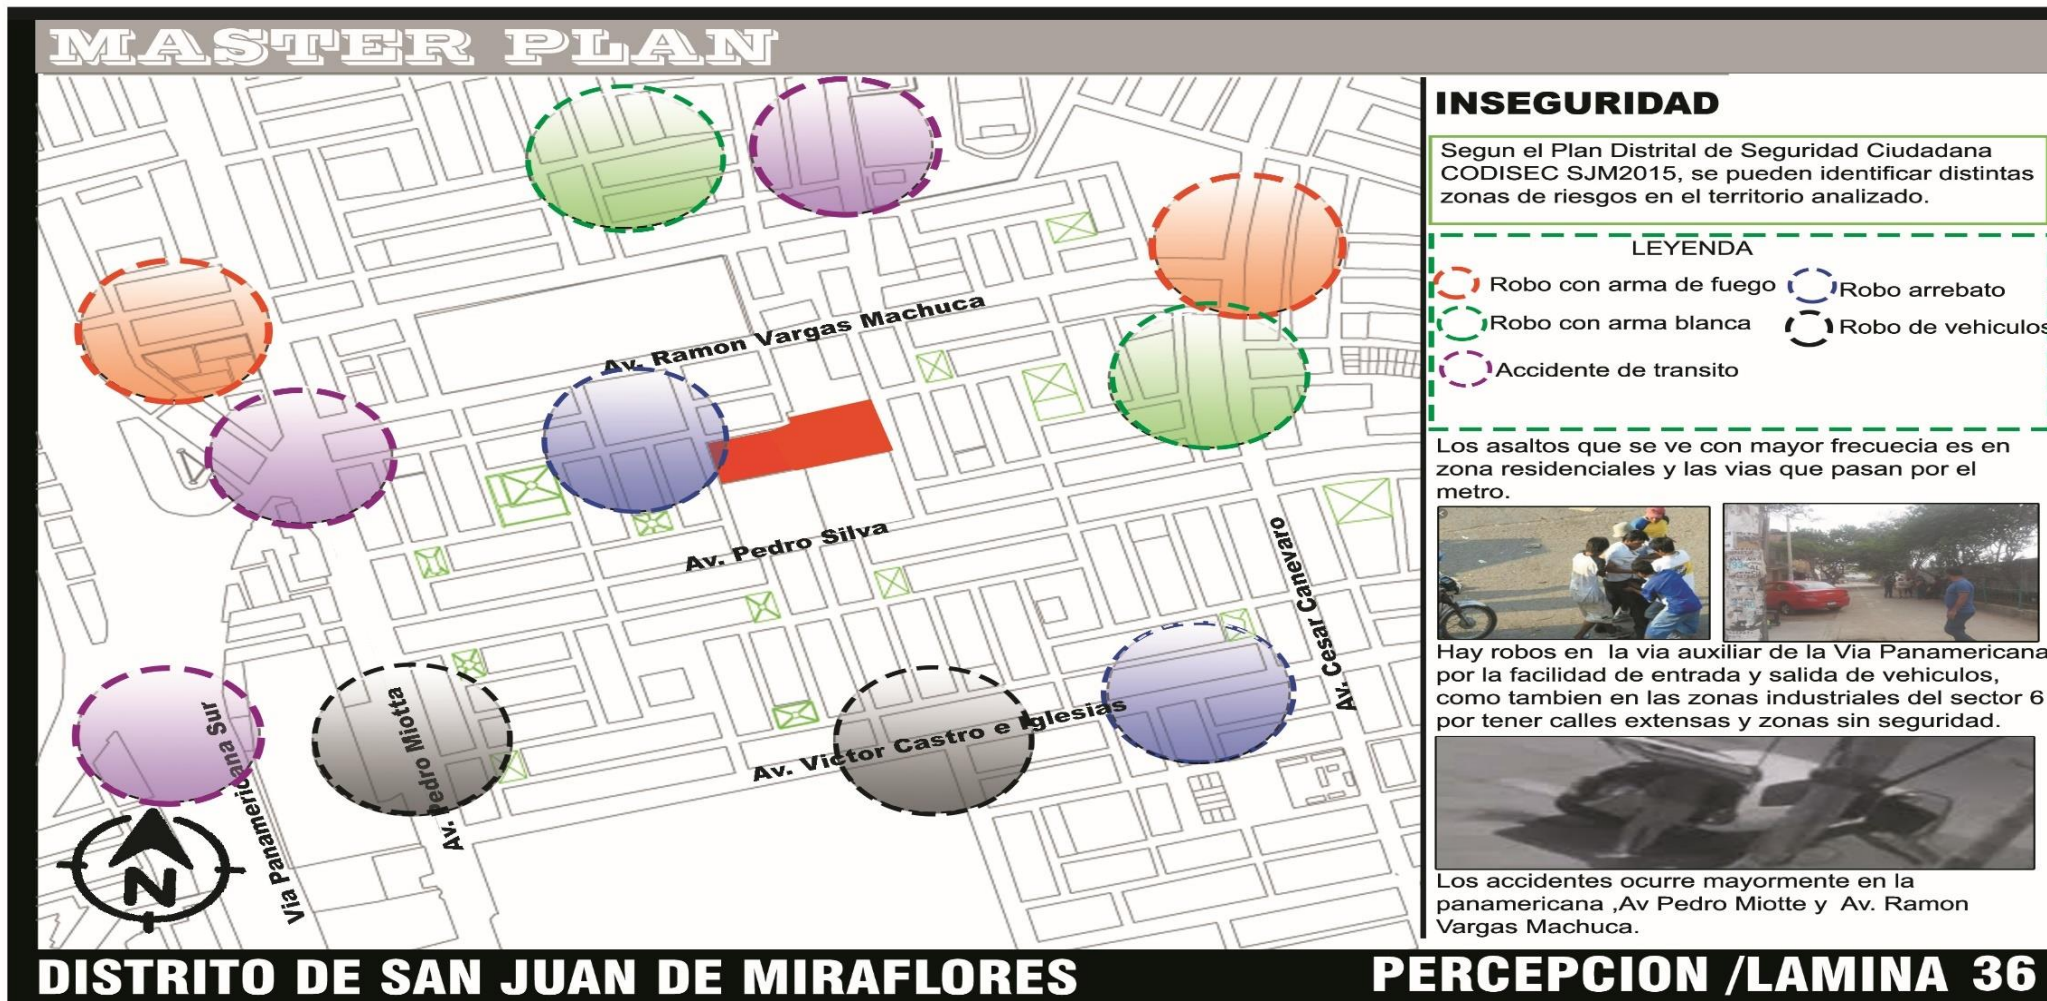 MASTER PLAN
Av. Ramon Vargas Machuca
Av. Pedro Silva
Av. Cesar Canevaro
Av. Victor Castro e Iglesias
Av. Pedro Miotta
Via Panamericana Sur
N
INSEGURIDAD
Segun el Plan Distrital de Seguridad Ciudadana
CODISEC SJM2015, se pueden identificar distintas
zonas de riesgos en el territorio analizado.
LEYENDA
Robo con arma de fuego
Robo arrebato
Robo con arma blanca
Robo de vehiculos
Accidente de transito
Los asaltos que se ve con mayor frecuecia es en
zona residenciales y las vias que pasan por el
metro.
Hay robos en la via auxiliar de la Via Panamericana
por la facilidad de entrada y salida de vehiculos,
como tambien en las zonas industriales del sector 6
por tener calles extensas y zonas sin seguridad.
Los accidentes ocurre mayormente en la
panamericana ,Av Pedro Miotte y Av. Ramon
Vargas Machuca.
DISTRITO DE SAN JUAN DE MIRAFLORES
PERCEPCION /LAMINA 36